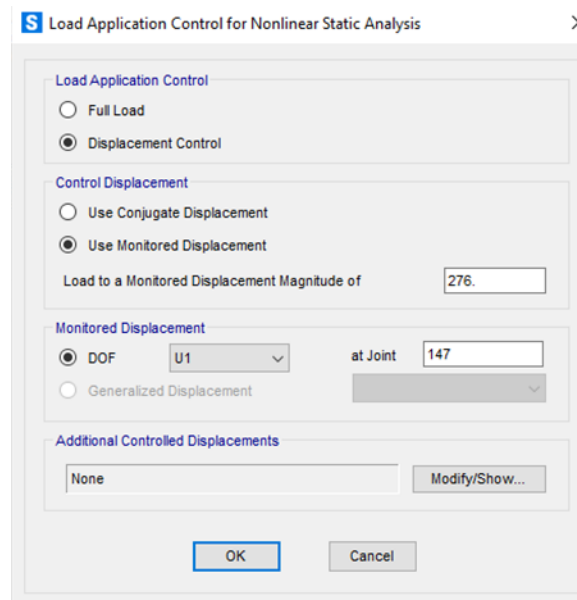 S Load Application Control for Nonlinear Static Analysis
Load Application Control
Full Load
Displacement Control
Control Displacement
Use Conjugate Displacement
Use Monitored Displacement
Load to a Monitored Displacement Magnitude of 276.
Monitored Displacement
DOF U1 at Joint 147
Generalized Displacement
Additional Controlled Displacements
None Modify/Show...
OK Cancel